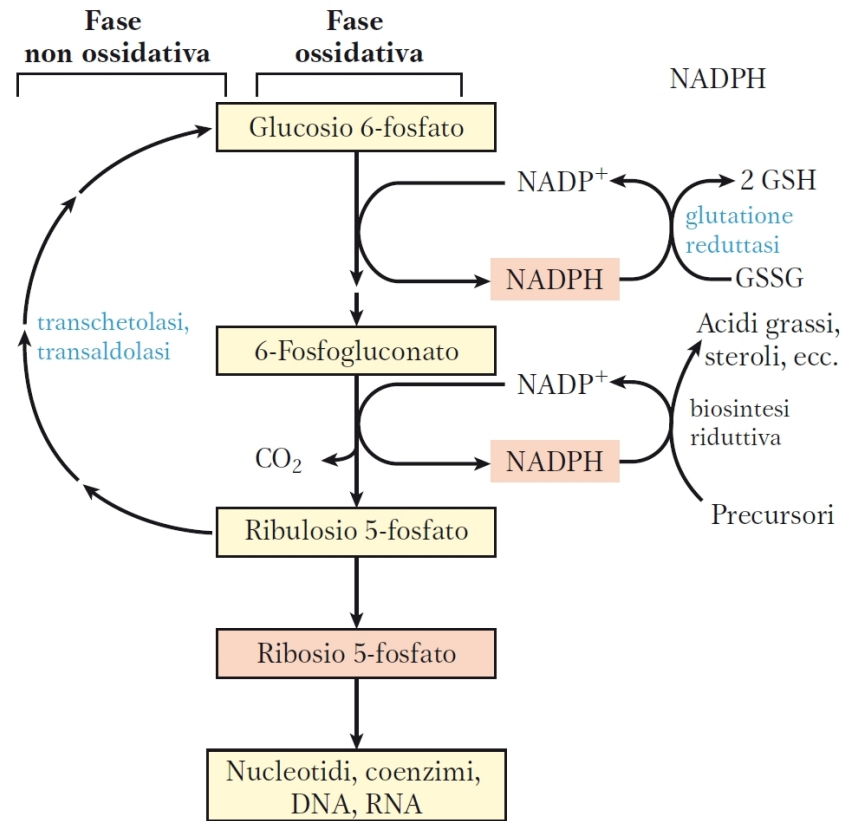 Fase
non ossidativa
Fase
ossidativa
NADPH
Glucosio 6-fosfato
NADP+
2 GSH
glutatione
reduttasi
NADPH
GSSG
transchetolasi,
transaldolasi
6-Fosfogluconato
Acidi grassi,
steroli, ecc.
NADP+
biosintesi
riduttiva
CO2
NADPH
Precursori
Ribulosio 5-fosfato
Ribosio 5-fosfato
Nucleotidi, coenzimi,
DNA, RNA